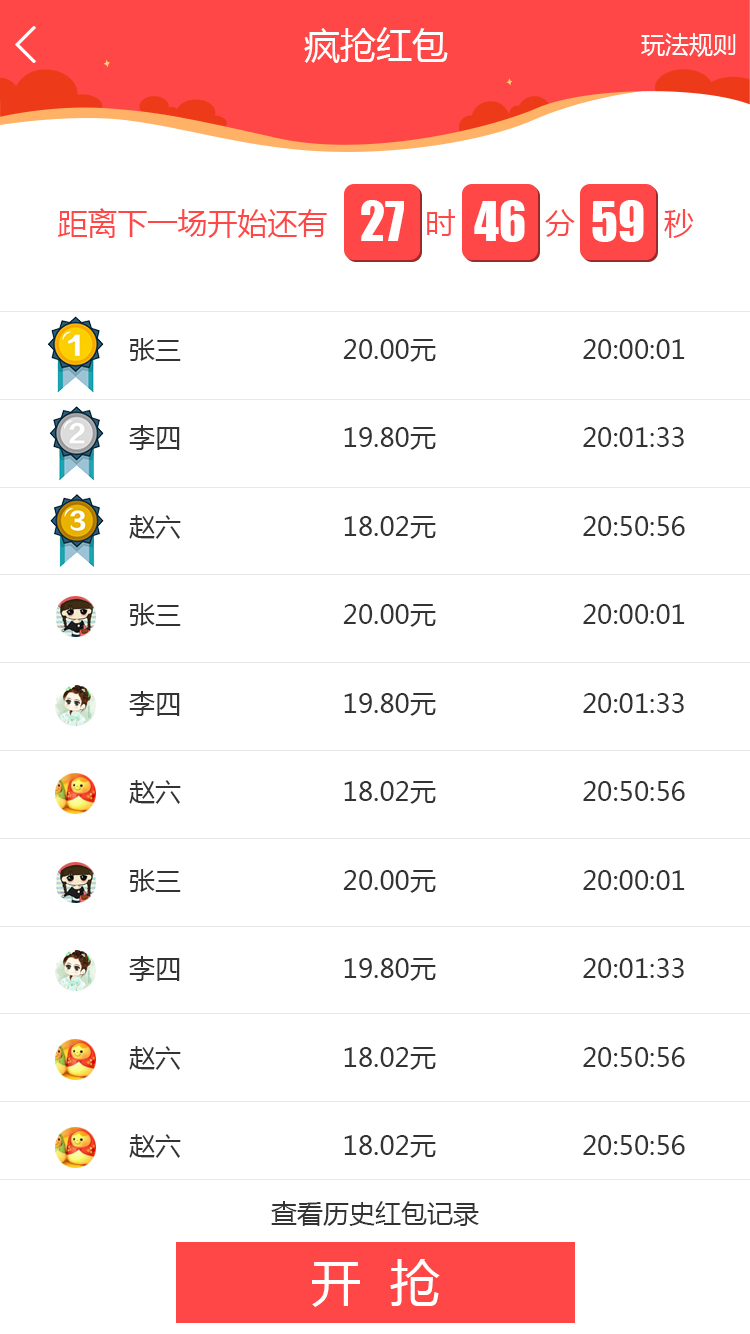 疯抢红包 玩法规则
距离下一场开始还有 27 时 46 分 59 秒
1 张三 20.00元 20:00:01
2 李四 19.80元 20:01:33
3 赵六 18.02元 20:50:56
张三 20.00元 20:00:01
李四 19.80元 20:01:33
赵六 18.02元 20:50:56
张三 20.00元 20:00:01
李四 19.80元 20:01:33
赵六 18.02元 20:50:56
赵六 18.02元 20:50:56
查看历史红包记录
开 抢